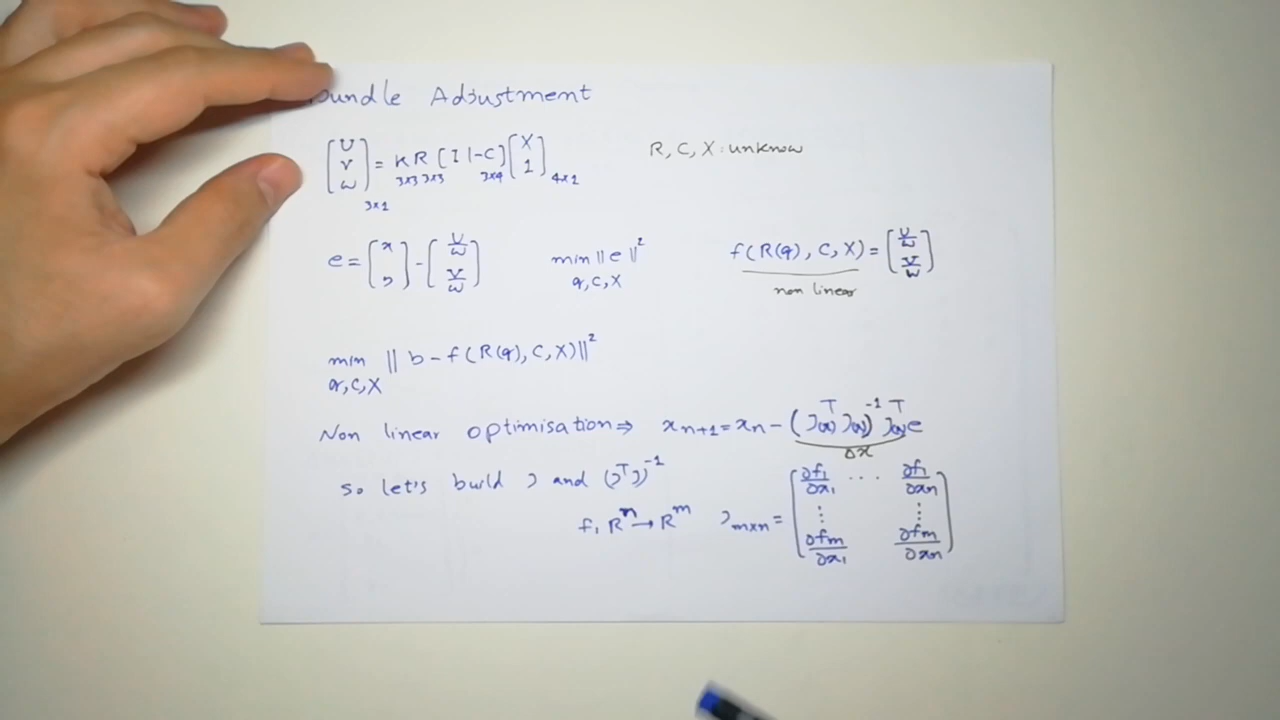 Bundle Adjustment
[U V W] = K R [I | -C] [X 1] R, C, X : unknow
3x1 3x3 3x3 3x4 4x1
e = [x y] - [U/W V/W] min ||e||² f(R(q), C, X) = [U/W V/W]
q, C, X non linear
min || b - f(R(q), C, X) ||²
q, C, X
Non linear optimisation ⇒ x_{n+1} = x_n - (J(x)^T J(x))^{-1} J(x)^T e
Δx
so let's build J and (J^T J)^{-1}
f, R^n → R^m J_{m×n} = [∂f1/∂x1 ... ∂f1/∂xn ⋮ ⋮ ∂fm/∂x1 ∂fm/∂xn]